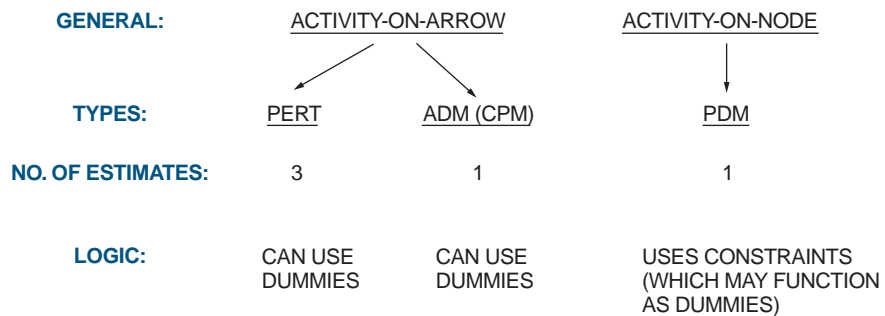 GENERAL: ACTIVITY-ON-ARROW ACTIVITY-ON-NODE
TYPES: PERT ADM (CPM) PDM
NO. OF ESTIMATES: 3 1 1
LOGIC: CAN USE CAN USE USES CONSTRAINTS
DUMMIES DUMMIES (WHICH MAY FUNCTION
AS DUMMIES)